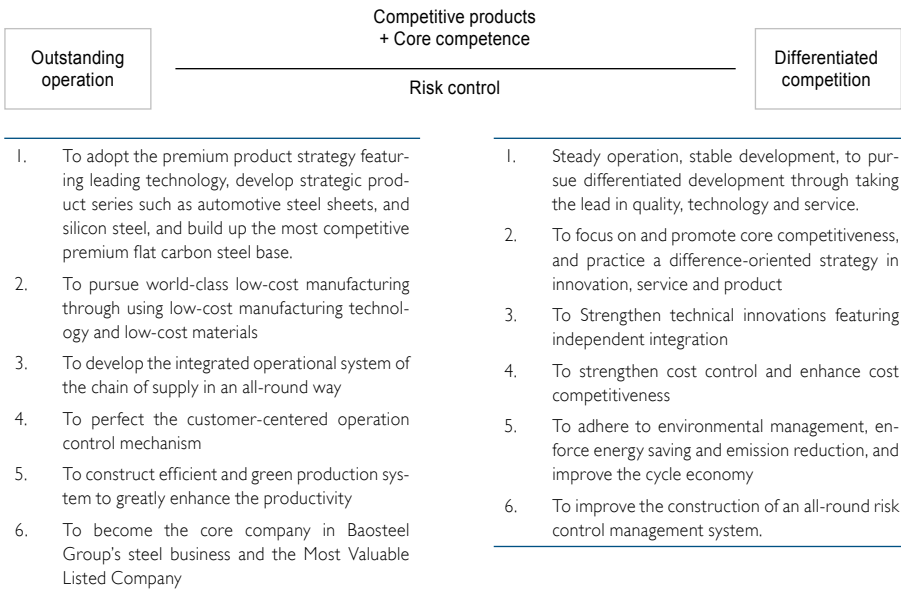 Competitive products
+ Core competence
Outstanding
operation
Risk control
Differentiated
competition
1. To adopt the premium product strategy featur-
ing leading technology, develop strategic prod-
uct series such as automotive steel sheets, and
silicon steel, and build up the most competitive
premium flat carbon steel base.
2. To pursue world-class low-cost manufacturing
through using low-cost manufacturing technol-
ogy and low-cost materials
3. To develop the integrated operational system of
the chain of supply in an all-round way
4. To perfect the customer-centered operation
control mechanism
5. To construct efficient and green production sys-
tem to greatly enhance the productivity
6. To become the core company in Baosteel
Group's steel business and the Most Valuable
Listed Company
1. Steady operation, stable development, to pur-
sue differentiated development through taking
the lead in quality, technology and service.
2. To focus on and promote core competitiveness,
and practice a difference-oriented strategy in
innovation, service and product
3. To Strengthen technical innovations featuring
independent integration
4. To strengthen cost control and enhance cost
competitiveness
5. To adhere to environmental management, en-
force energy saving and emission reduction, and
improve the cycle economy
6. To improve the construction of an all-round risk
control management system.